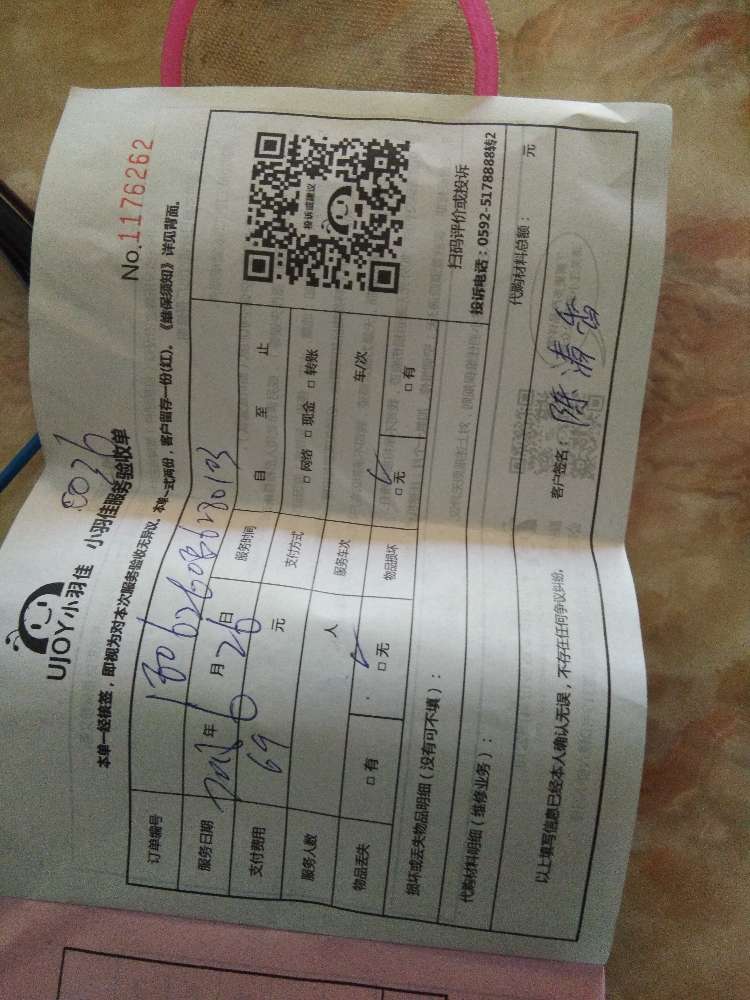 UJOY小羽佳 小羽佳服务验收单
No.1176262
本单一经核签，即视为对本次服务验收无异议。本单一式两份，客户留存一份(红)。《维保须知》详见背面。
订单编号
服务日期 年 6 月 26 日 服务时间 自 至 止
支付费用 69 元 支付方式 □ 网络 □ 现金 □ 转账
服务人数 人 服务车次 车/次
物品丢失 □ 有 □ 无 物品损坏 □ 无 □ 有
投诉或建议
扫码评价或投诉
投诉电话：0592-5178888转2
损坏或丢失物品明细（没有可不填）：
代购材料明细（维修业务）： 代购材料总额： 元
以上填写信息已经本人确认无误，不存在任何争议纠纷。 客户签名：